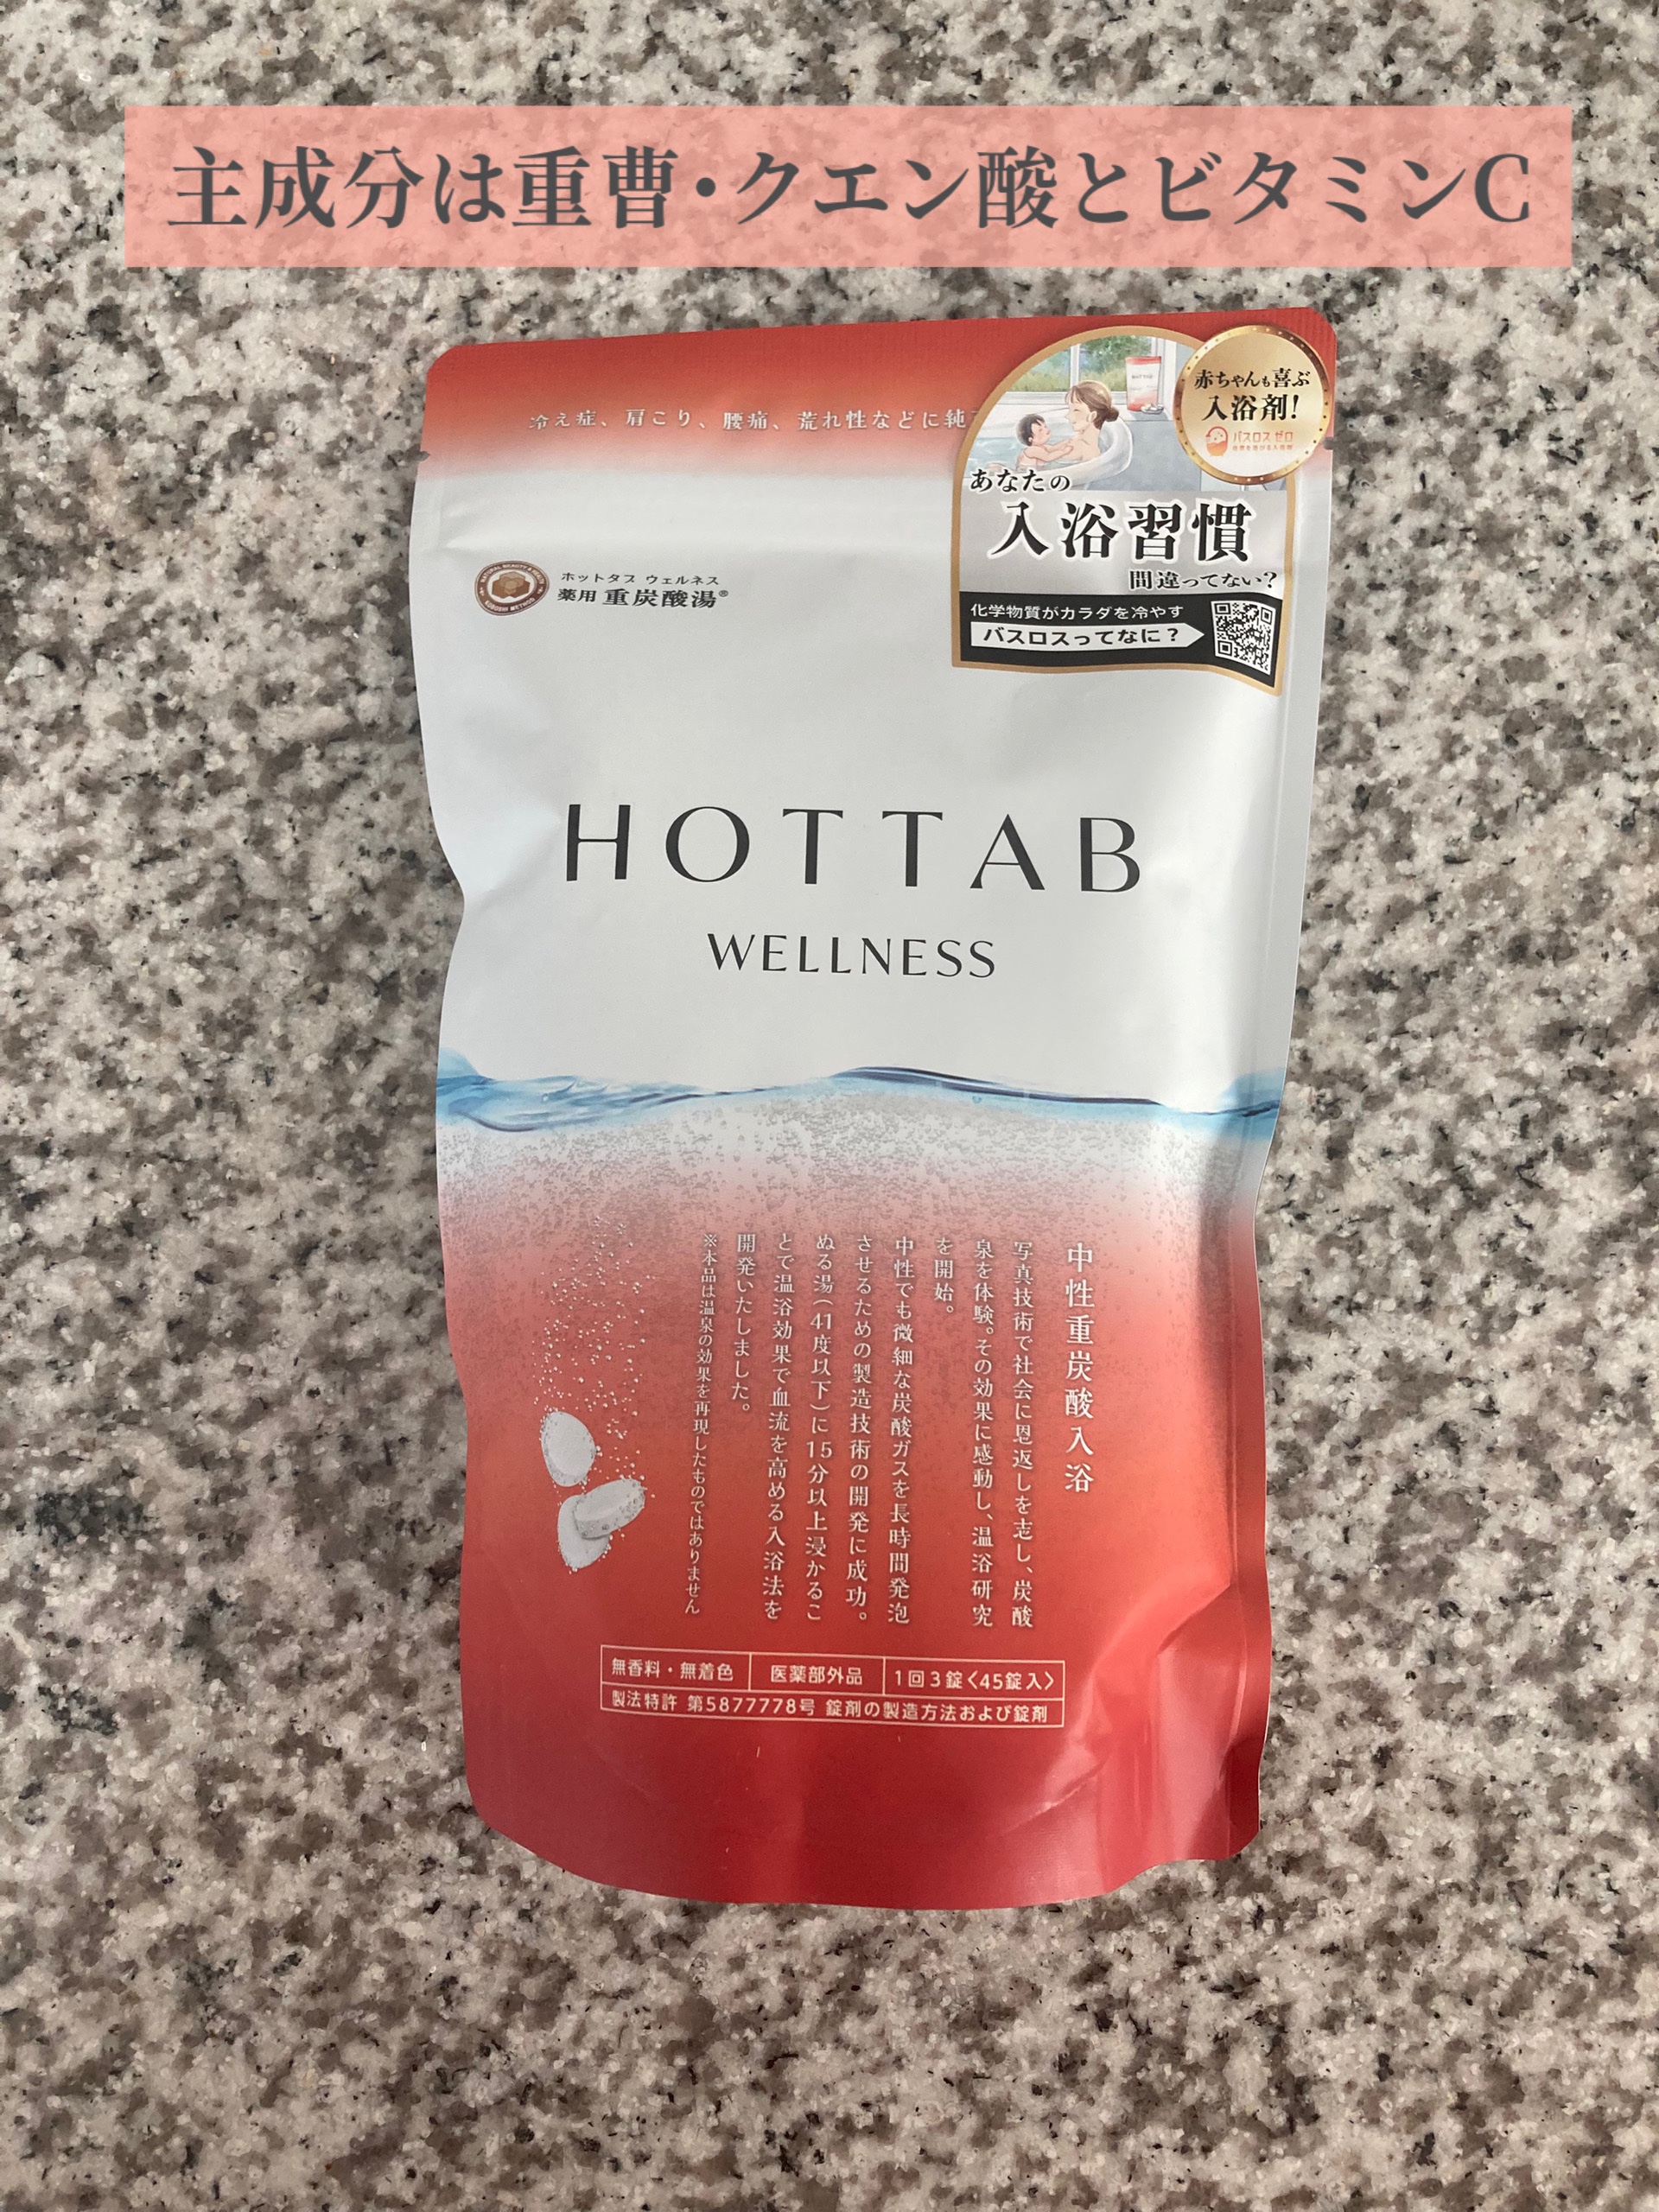 主成分は重曹・クエン酸とビタミンC
冷え症、肩こり、腰痛、荒れ性などに純
赤ちゃんも喜ぶ
入浴剤!
バスロス ゼロ
あなたの
入浴習慣
間違ってない?
化学物質がカラダを冷やす
バスロスってなに?
ホットタブ ウェルネス
薬用 重炭酸湯®
HOT TAB
WELLNESS
中性重炭酸入浴
写真技術で社会に恩返しを志し、炭酸
泉を体験。その効果に感動し、温浴研究
を開始。
中性でも微細な炭酸ガスを長時間発泡
させるための製造技術の開発に成功。
ぬる湯(41度以下)に15分以上浸かるこ
とで温浴効果で血流を高める入浴法を
開発いたしました。
※本品は温泉の効果を再現したものではありません
無香料・無着色 医薬部外品 1回3錠〈45錠入〉
製法特許 第5877778号 錠剤の製造方法および錠剤